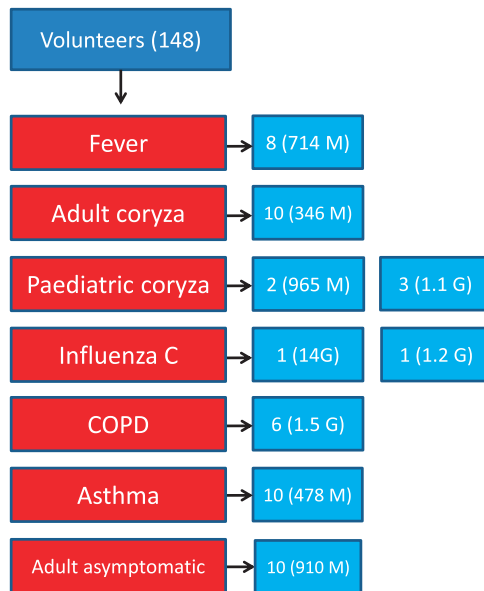 Volunteers (148)
Fever
8 (714 M)
Adult coryza
10 (346 M)
Paediatric coryza
2 (965 M)
3 (1.1 G)
Influenza C
1 (14G)
1 (1.2 G)
COPD
6 (1.5 G)
Asthma
10 (478 M)
Adult asymptomatic
10 (910 M)